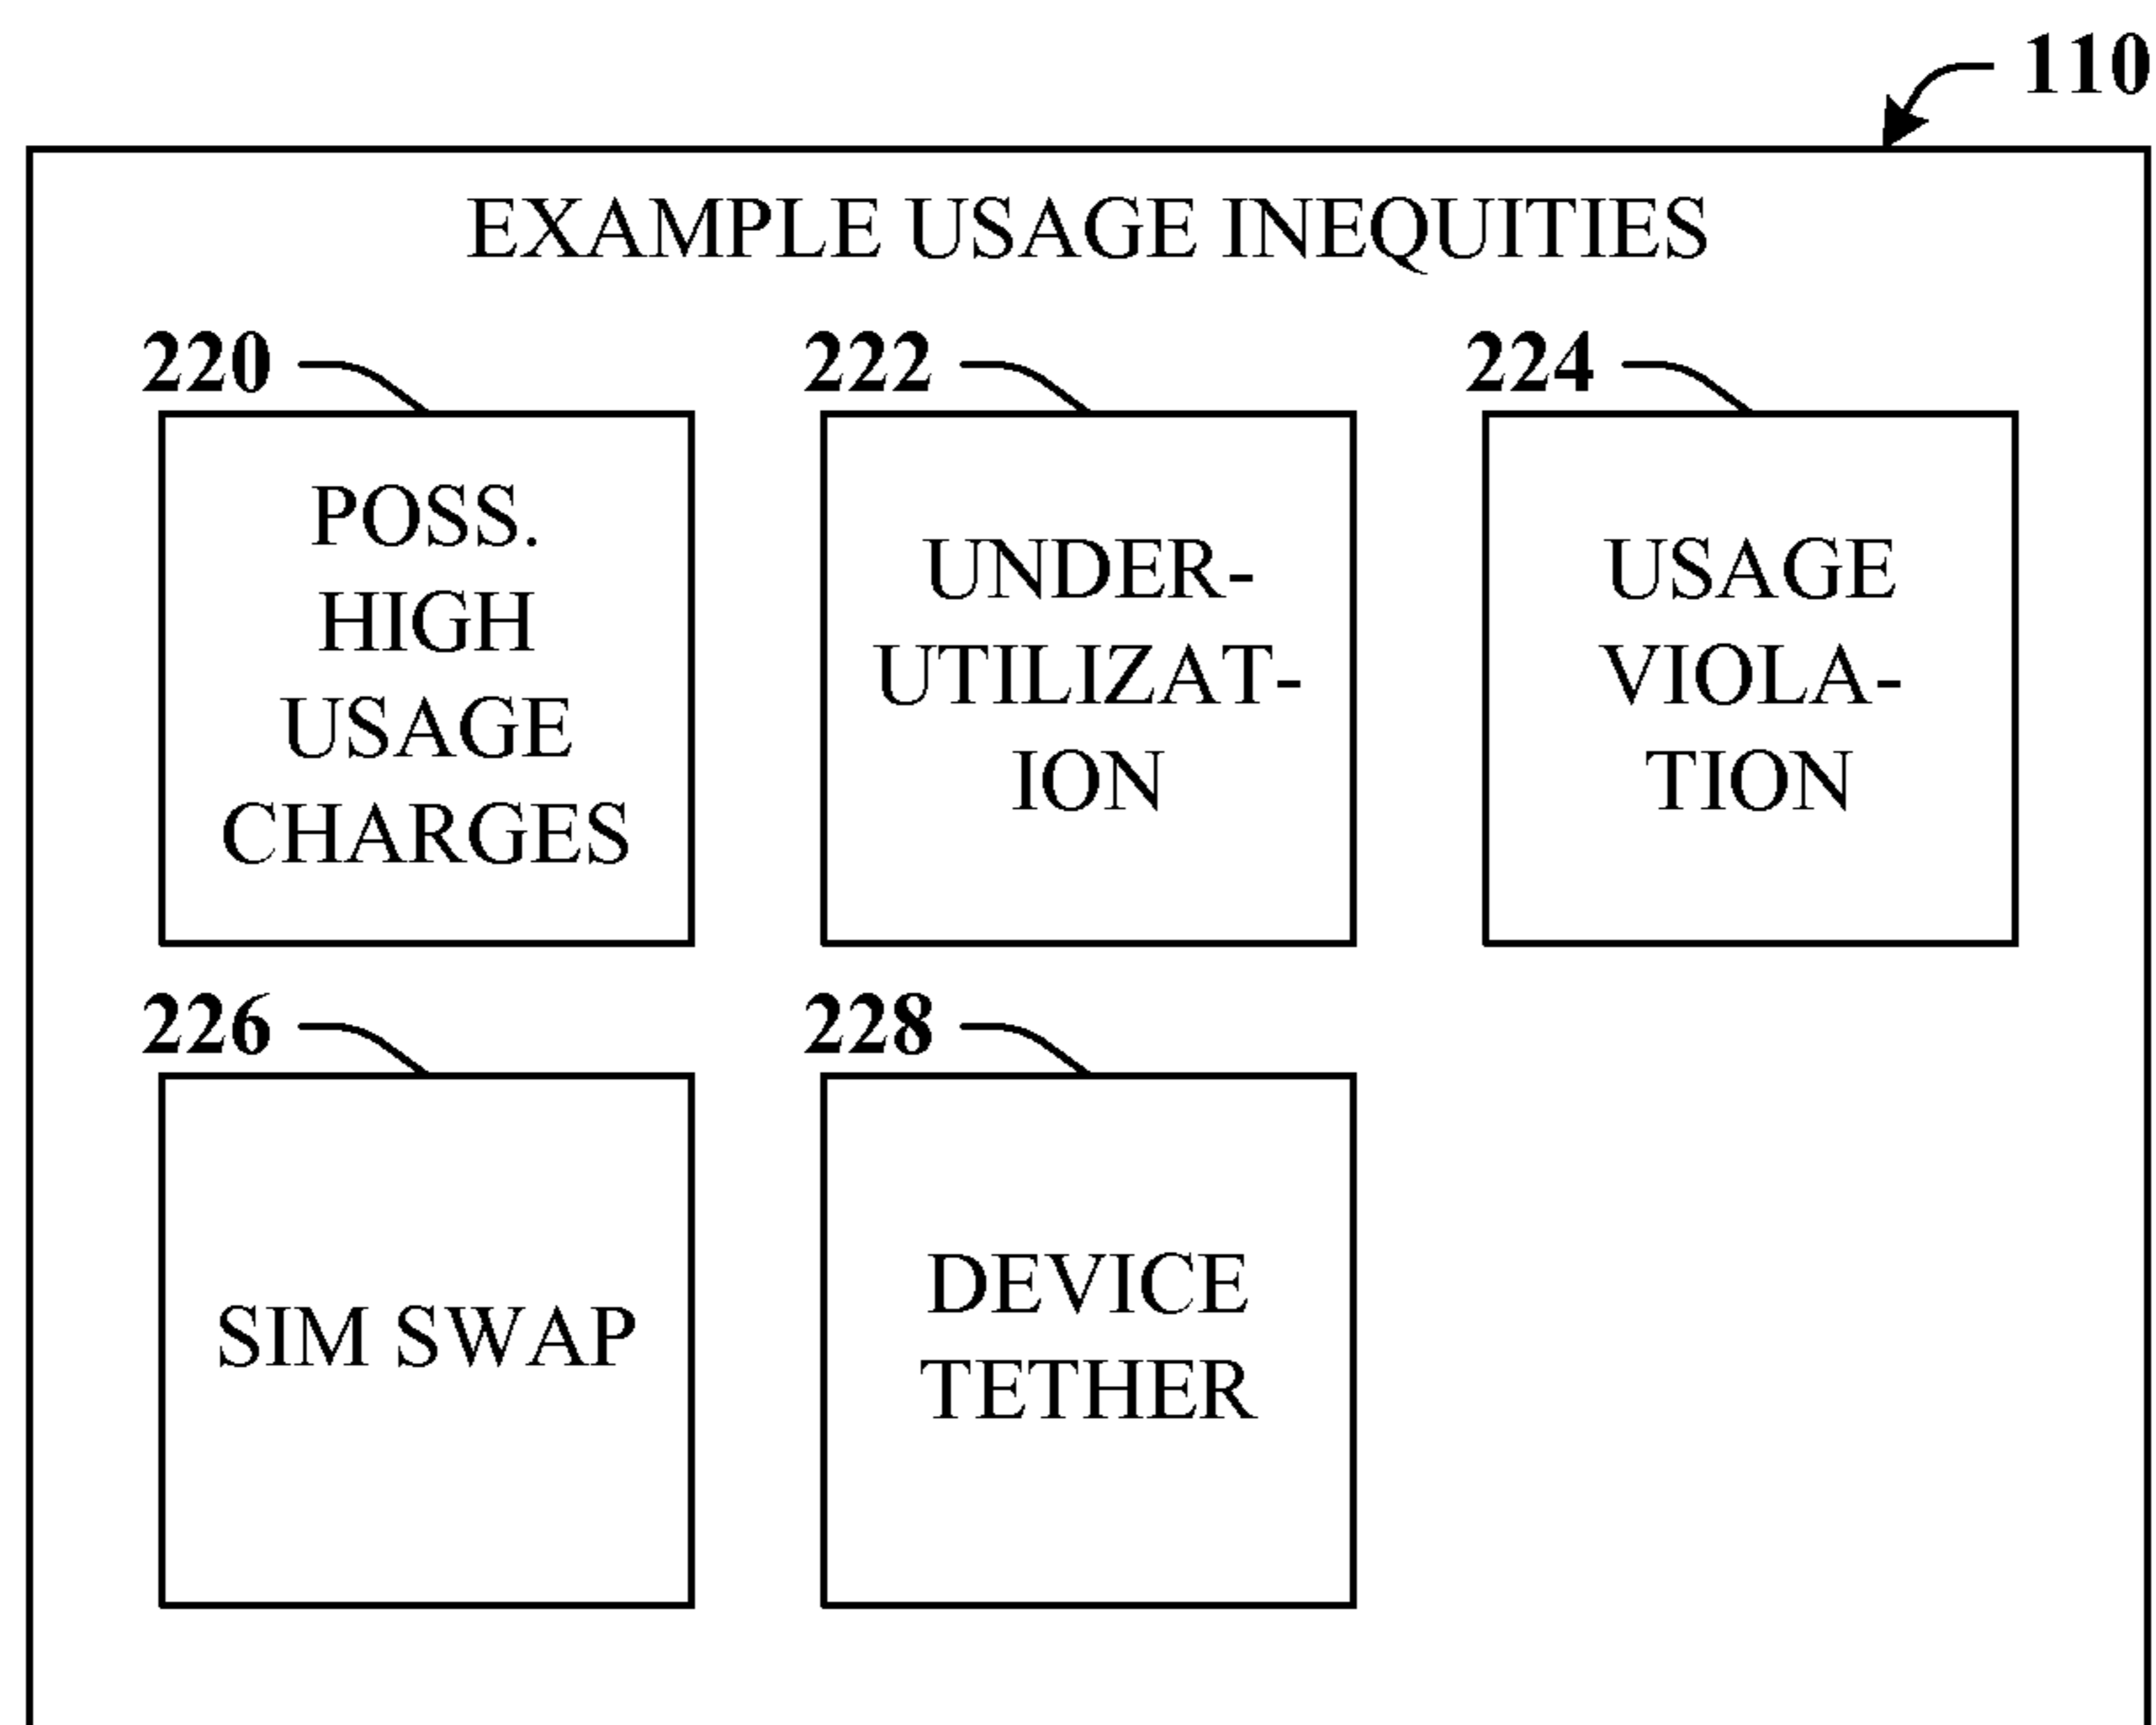 110
EXAMPLE USAGE INEQUITIES
220
POSS.
HIGH
USAGE
CHARGES
222
UNDER-
UTILIZAT-
ION
224
USAGE
VIOLA-
TION
226
SIM SWAP
228
DEVICE
TETHER